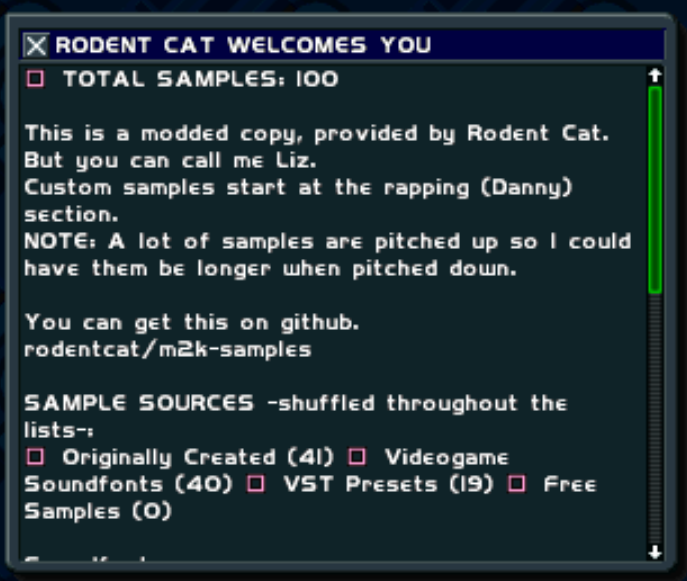 RODENT CAT WELCOMES YOU
TOTAL SAMPLES: 100
This is a modded copy, provided by Rodent Cat.
But you can call me Liz.
Custom samples start at the rapping (Danny)
section.
NOTE: A lot of samples are pitched up so I could
have them be longer when pitched down.
You can get this on github.
rodentcat/m2k-samples
SAMPLE SOURCES -shuffled throughout the
lists-:
Originally Created (41) Videogame
Soundfonts (40) VST Presets (19) Free
Samples (0)